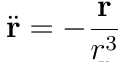 r̈ = − r / r³